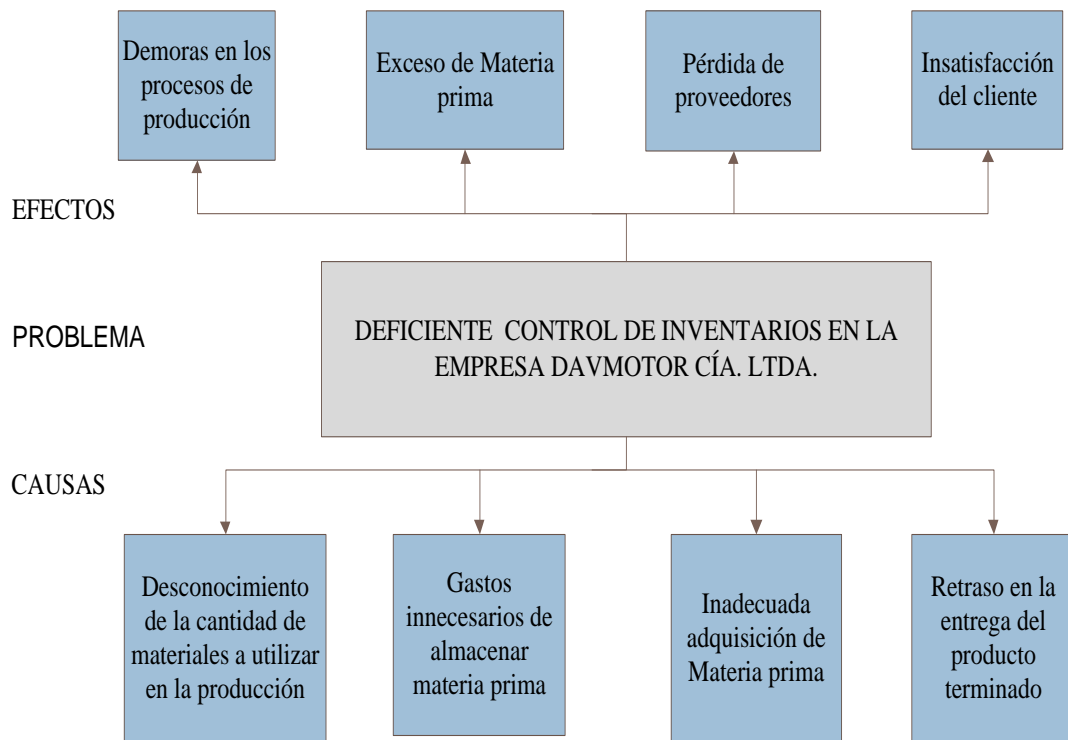 Demoras en los
procesos de
producción
Exceso de Materia
prima
Pérdida de
proveedores
Insatisfacción
del cliente
EFECTOS
PROBLEMA
DEFICIENTE CONTROL DE INVENTARIOS EN LA
EMPRESA DAVMOTOR CÍA. LTDA.
CAUSAS
Desconocimiento
de la cantidad de
materiales a utilizar
en la producción
Gastos
innecesarios de
almacenar
materia prima
Inadecuada
adquisición de
Materia prima
Retraso en la
entrega del
producto
terminado